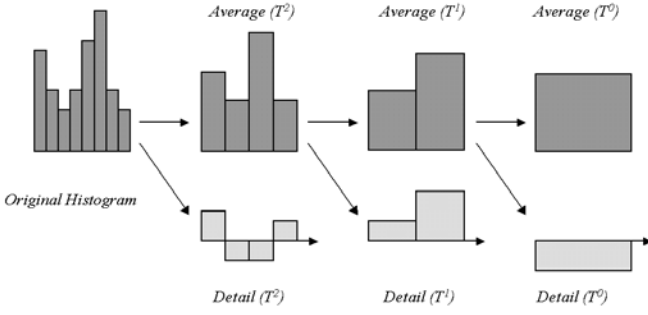 Average (T²)
Average (T¹)
Average (T⁰)
Original Histogram
Detail (T²)
Detail (T¹)
Detail (T⁰)